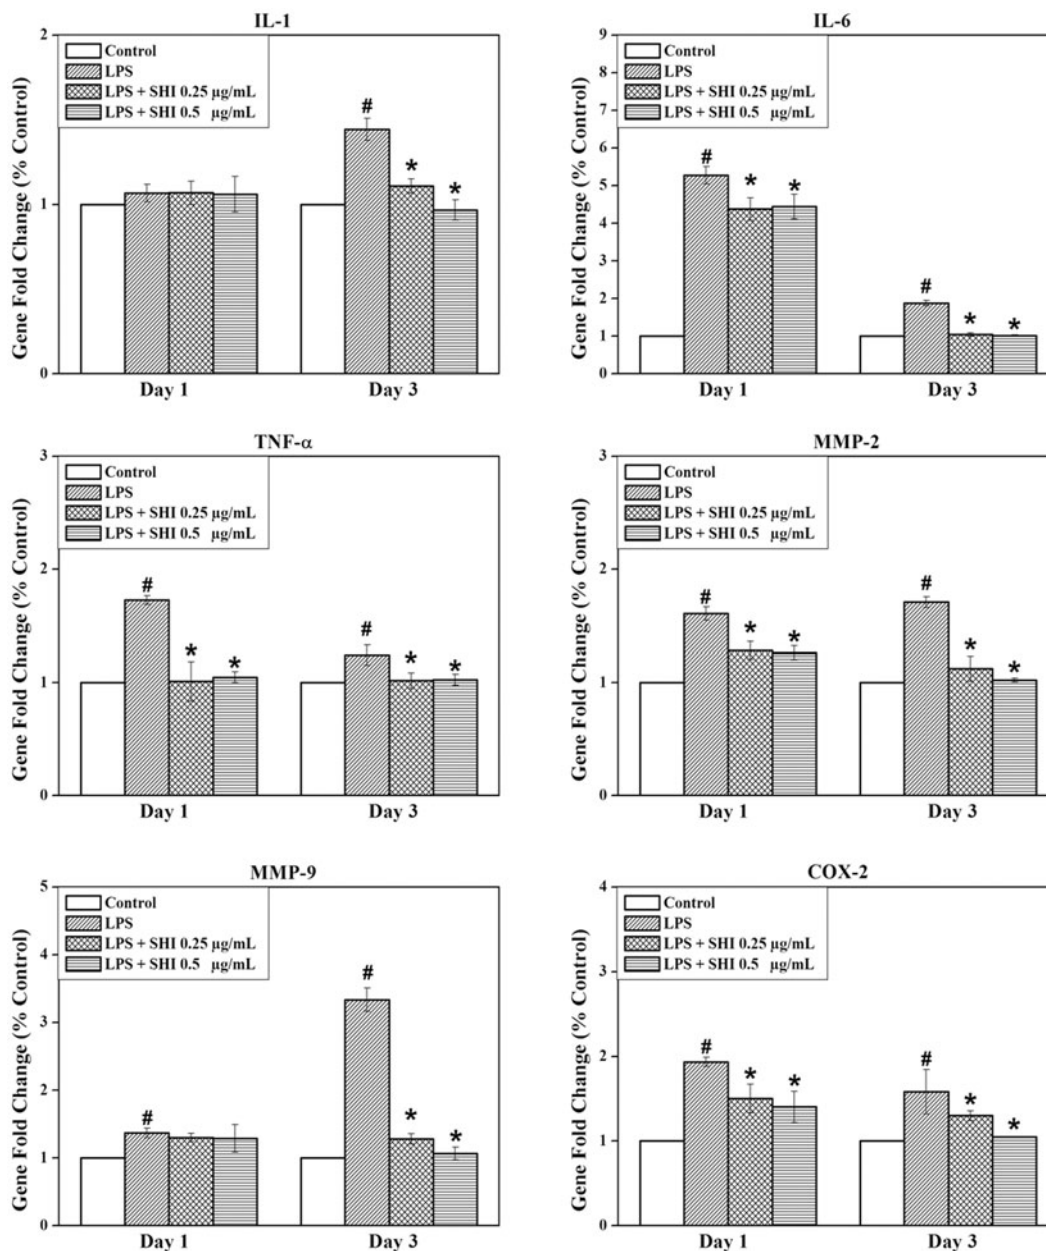 IL-1
Gene Fold Change (% Control)
2
1
0
Control
LPS
LPS + SHI 0.25 µg/mL
LPS + SHI 0.5 µg/mL
#
*
*
Day 1
Day 3
IL-6
Gene Fold Change (% Control)
9
8
7
6
5
4
3
2
1
0
Control
LPS
LPS + SHI 0.25 µg/mL
LPS + SHI 0.5 µg/mL
#
*
*
#
*
*
Day 1
Day 3
TNF-α
Gene Fold Change (% Control)
3
2
1
0
Control
LPS
LPS + SHI 0.25 µg/mL
LPS + SHI 0.5 µg/mL
#
*
*
#
*
*
Day 1
Day 3
MMP-2
Gene Fold Change (% Control)
3
2
1
0
Control
LPS
LPS + SHI 0.25 µg/mL
LPS + SHI 0.5 µg/mL
#
*
*
#
*
*
Day 1
Day 3
MMP-9
Gene Fold Change (% Control)
5
4
3
2
1
0
Control
LPS
LPS + SHI 0.25 µg/mL
LPS + SHI 0.5 µg/mL
#
#
*
*
Day 1
Day 3
COX-2
Gene Fold Change (% Control)
4
3
2
1
0
Control
LPS
LPS + SHI 0.25 µg/mL
LPS + SHI 0.5 µg/mL
#
*
*
#
*
*
Day 1
Day 3